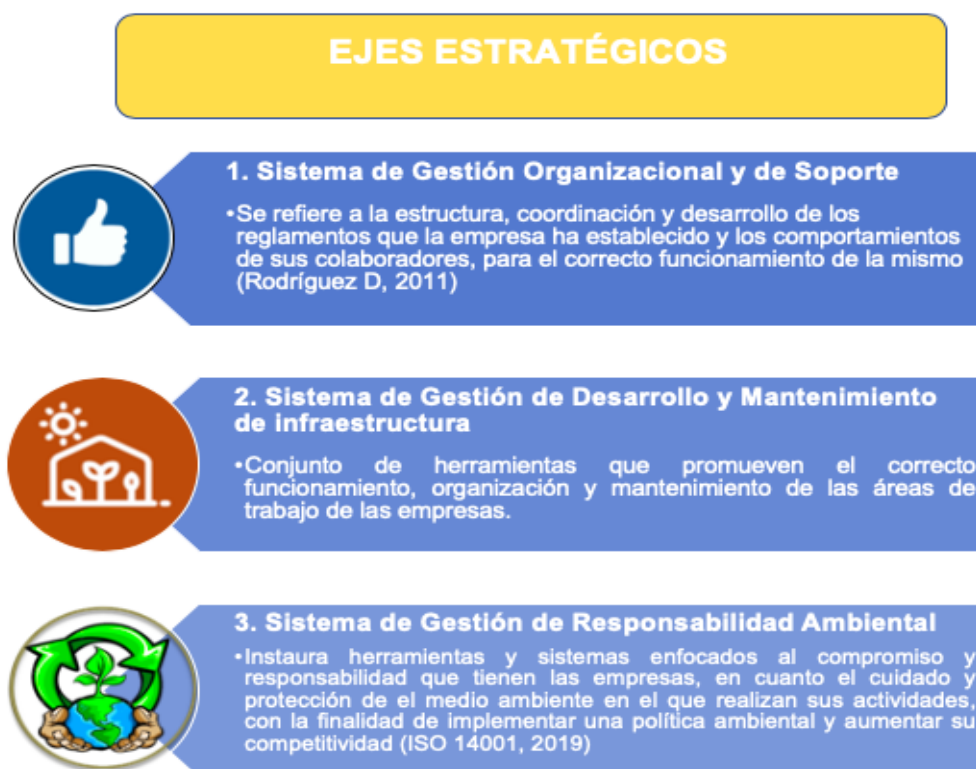 EJES ESTRATÉGICOS
1. Sistema de Gestión Organizacional y de Soporte
•Se refiere a la estructura, coordinación y desarrollo de los
reglamentos que la empresa ha establecido y los comportamientos
de sus colaboradores, para el correcto funcionamiento de la mismo
(Rodríguez D, 2011)
2. Sistema de Gestión de Desarrollo y Mantenimiento
de infraestructura
•Conjunto de herramientas que promueven el correcto
funcionamiento, organización y mantenimiento de las áreas de
trabajo de las empresas.
3. Sistema de Gestión de Responsabilidad Ambiental
•Instaura herramientas y sistemas enfocados al compromiso y
responsabilidad que tienen las empresas, en cuanto el cuidado y
protección de el medio ambiente en el que realizan sus actividades,
con la finalidad de implementar una política ambiental y aumentar su
competitividad (ISO 14001, 2019)